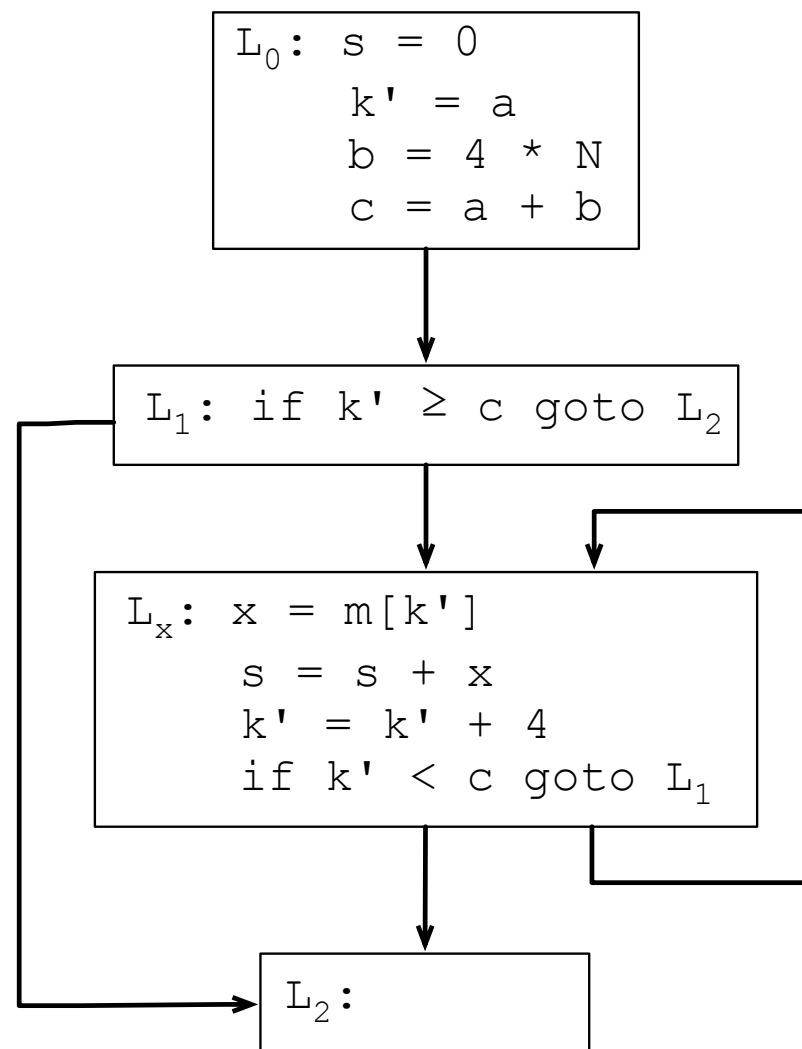 L₀: s = 0
k' = a
b = 4 * N
c = a + b
L₁: if k' ≥ c goto L₂
Lₓ: x = m[k']
s = s + x
k' = k' + 4
if k' < c goto L₁
L₂: